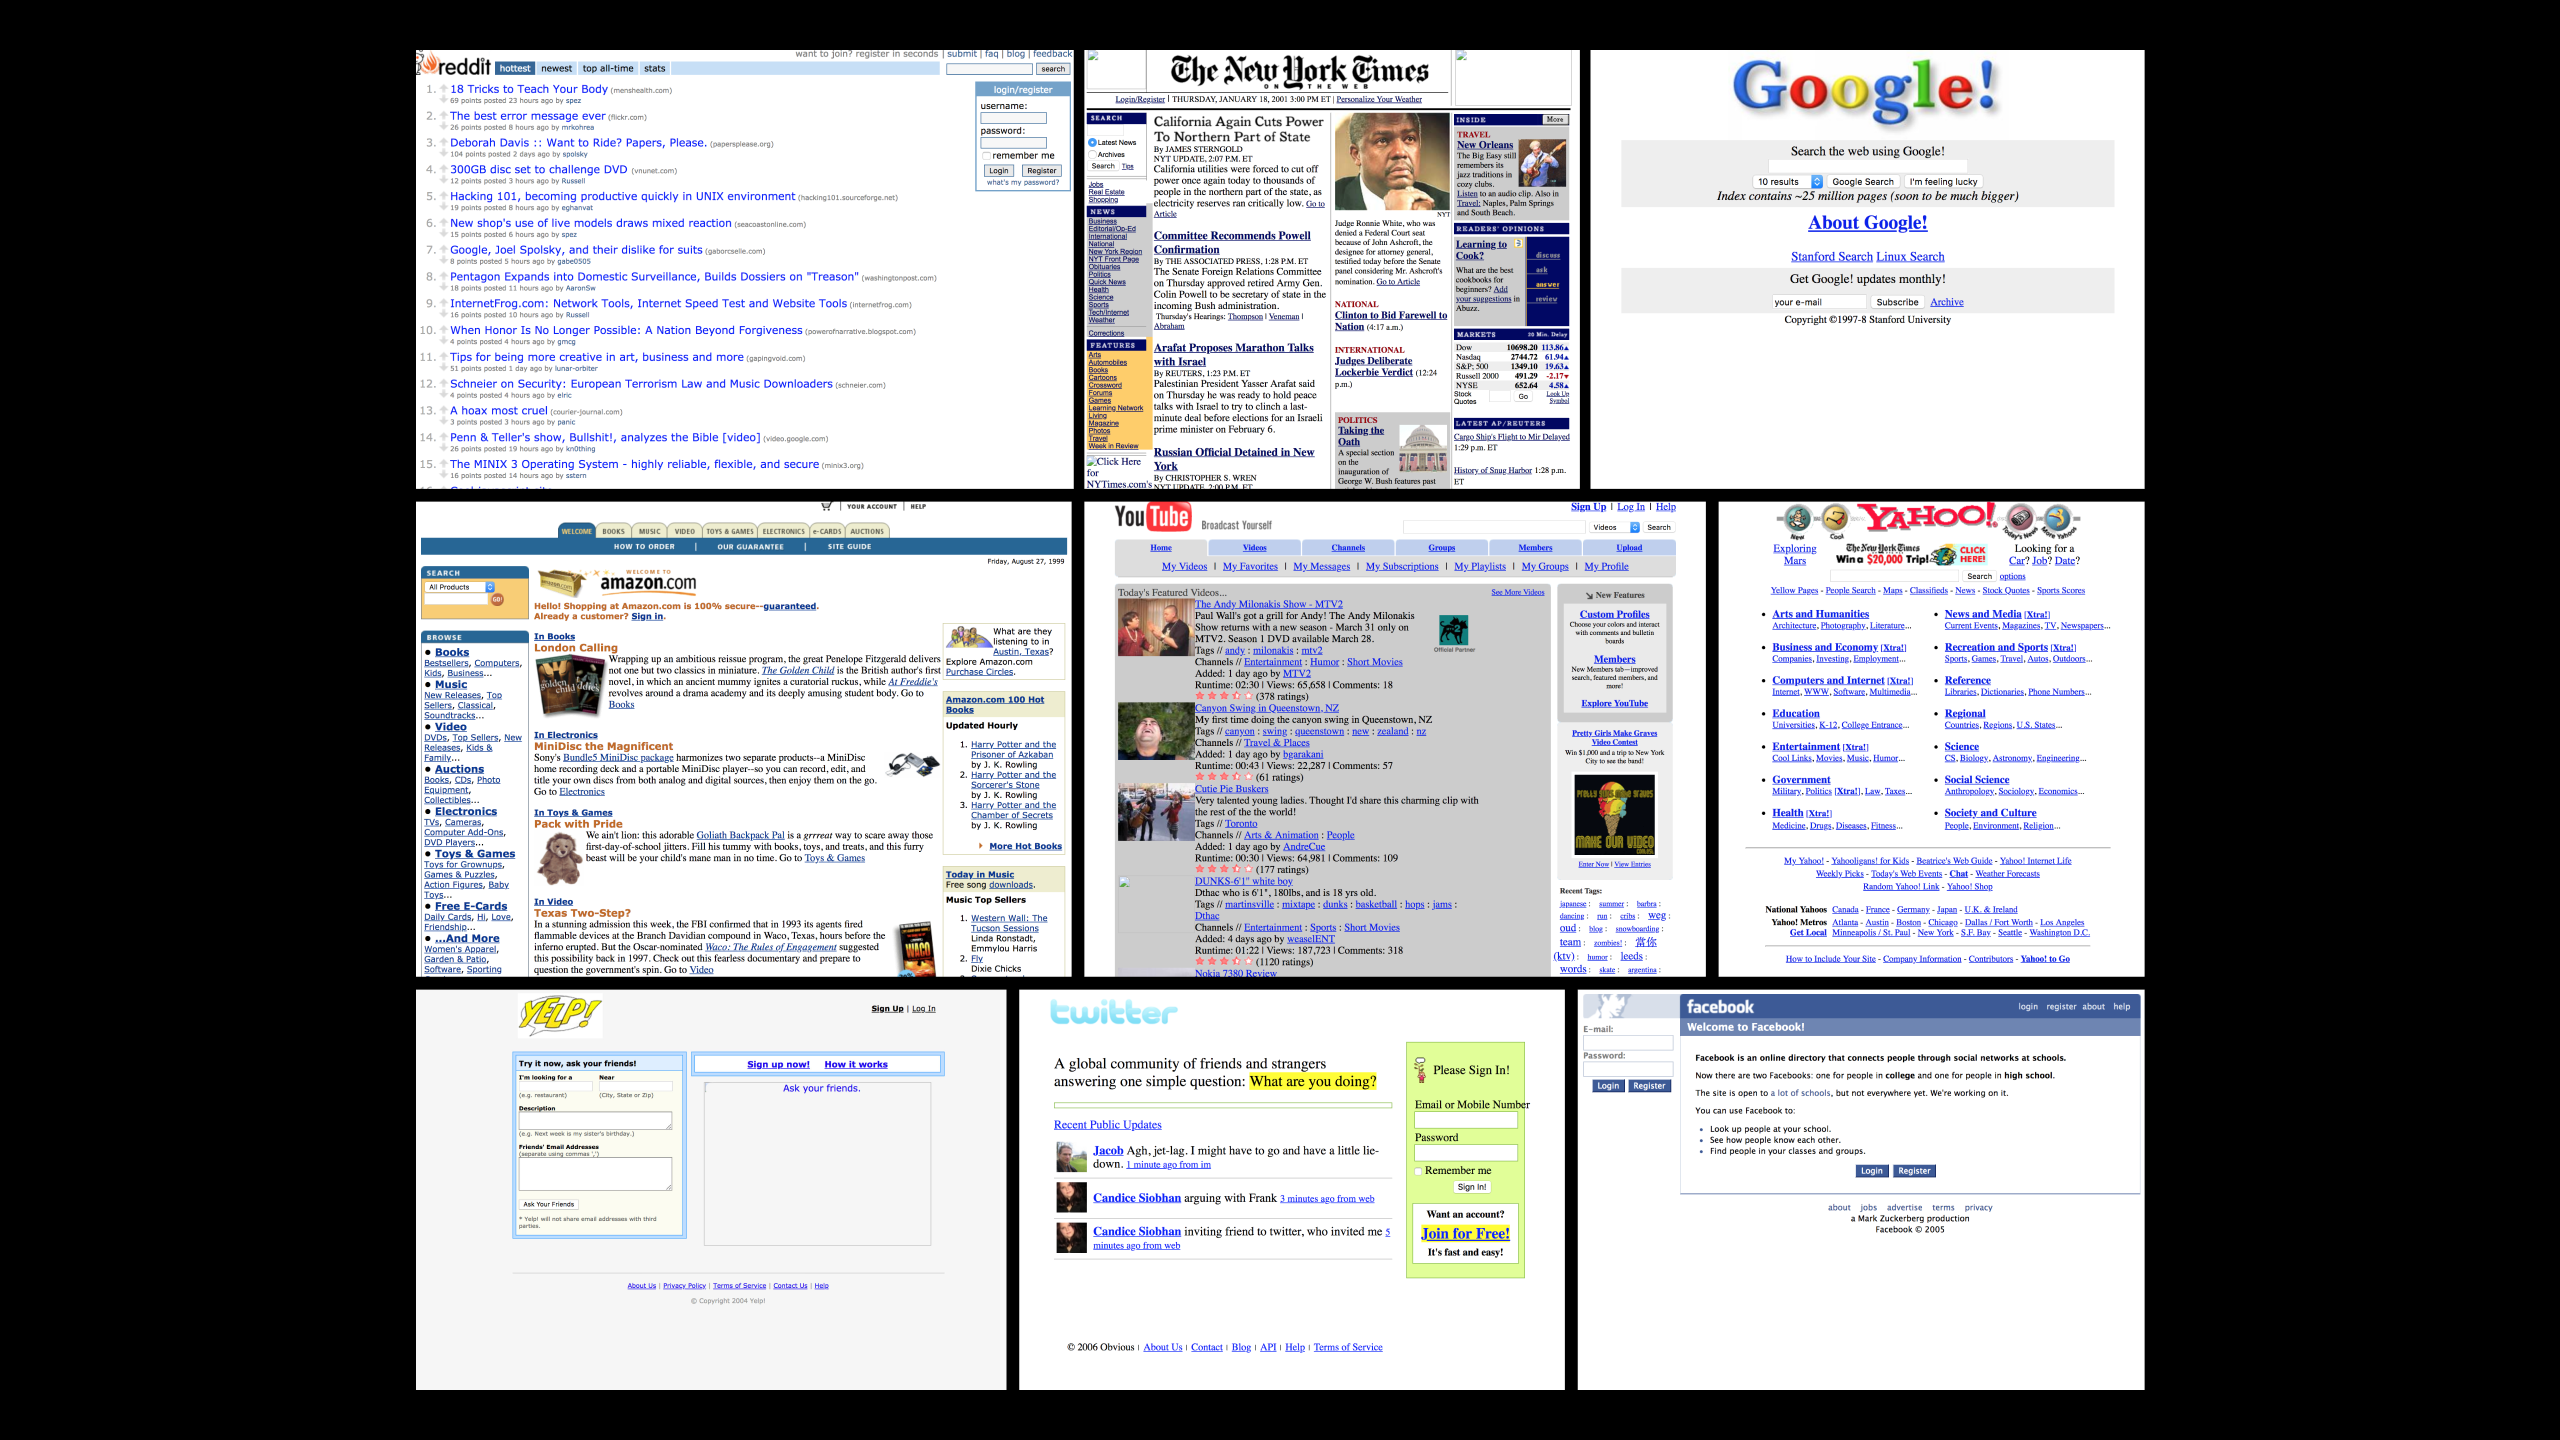 want to join? register in seconds | submit | faq | blog | feedback
reddit hottest newest top all-time stats search
1. 18 Tricks to Teach Your Body (menshealth.com)
69 points posted 23 hours ago by spez
2. The best error message ever (flickr.com)
26 points posted 8 hours ago by mrkohrea
3. Deborah Davis :: Want to Ride? Papers, Please. (papersplease.org)
104 points posted 2 days ago by spolsky
4. 300GB disc set to challenge DVD (vnunet.com)
12 points posted 3 hours ago by Russell
5. Hacking 101, becoming productive quickly in UNIX environment (hacking101.sourceforge.net)
19 points posted 8 hours ago by eghanvat
6. New shop's use of live models draws mixed reaction (seacoastonline.com)
15 points posted 6 hours ago by spez
7. Google, Joel Spolsky, and their dislike for suits (gaborcselle.com)
8 points posted 5 hours ago by gabe0505
8. Pentagon Expands into Domestic Surveillance, Builds Dossiers on "Treason" (washingtonpost.com)
18 points posted 11 hours ago by AaronSw
9. InternetFrog.com: Network Tools, Internet Speed Test and Website Tools (internetfrog.com)
16 points posted 10 hours ago by Russell
10. When Honor Is No Longer Possible: A Nation Beyond Forgiveness (powerofnarrative.blogspot.com)
4 points posted 4 hours ago by gmcg
11. Tips for being more creative in art, business and more (gapingvoid.com)
51 points posted 1 day ago by lunar-orbiter
12. Schneier on Security: European Terrorism Law and Music Downloaders (schneier.com)
4 points posted 4 hours ago by elric
13. A hoax most cruel (courier-journal.com)
3 points posted 3 hours ago by panic
14. Penn & Teller's show, Bullshit!, analyzes the Bible [video] (video.google.com)
26 points posted 19 hours ago by kn0thing
15. The MINIX 3 Operating System - highly reliable, flexible, and secure (minix3.org)
16 points posted 14 hours ago by sstern
login/register
username:
password:
remember me
Login Register
what's my password?
The New York Times
ON THE WEB
Login/Register | THURSDAY, JANUARY 18, 2001 3:00 PM ET | Personalize Your Weather
SEARCH
Latest News
Archives
Search Tips
Jobs
Real Estate
Shopping
NEWS
Business
Editorial/Op-Ed
International
National
New York Region
NYT Front Page
Obituaries
Politics
Quick News
Health
Science
Sports
Tech/Internet
Weather
Corrections
FEATURES
Arts
Automobiles
Books
Cartoons
Crossword
Forums
Games
Learning Network
Living
Magazine
Photos
Travel
Week in Review
Click Here
for
NYTimes.com's
California Again Cuts Power
To Northern Part of State
By JAMES STERNGOLD
NYT UPDATE, 2:07 P.M. ET
California utilities were forced to cut off
power once again today to thousands of
people in the northern part of the state, as
electricity reserves ran critically low. Go to
Article
Committee Recommends Powell
Confirmation
By THE ASSOCIATED PRESS, 1:28 P.M. ET
The Senate Foreign Relations Committee
on Thursday approved retired Army Gen.
Colin Powell to be secretary of state in the
incoming Bush administration.
Thursday's Hearings: Thompson | Veneman |
Abraham
Arafat Proposes Marathon Talks
with Israel
By REUTERS, 1:23 P.M. ET
Palestinian President Yasser Arafat said
on Thursday he was ready to hold peace
talks with Israel to try to clinch a last-
minute deal before elections for an Israeli
prime minister on February 6.
Russian Official Detained in New
York
By CHRISTOPHER S. WREN
NYT UPDATE, 2:00 P.M. ET
NYT
Judge Ronnie White, who was
denied a Federal Court seat
because of John Ashcroft, the
designee for attorney general,
testified today before the Senate
panel considering Mr. Ashcroft's
nomination. Go to Article
NATIONAL
Clinton to Bid Farewell to
Nation (4:17 a.m.)
INTERNATIONAL
Judges Deliberate
Lockerbie Verdict (12:24
p.m.)
POLITICS
Taking the
Oath
A special section
on the
inauguration of
George W. Bush features past
INSIDE More
TRAVEL
New Orleans
The Big Easy still
remembers its
jazz traditions in
cozy clubs.
Listen to an audio clip. Also in
Travel: Naples, Palm Springs
and South Beach.
READERS' OPINIONS
Learning to
Cook?
What are the best
cookbooks for
beginners? Add
your suggestions in
Abuzz.
discuss
ask
answer
review
MARKETS 20 Min. Delay
Dow 10698.20 113.86
Nasdaq 2744.72 61.94
S&P; 500 1349.10 19.63
Russell 2000 491.29 -2.17
NYSE 652.64 4.58
Stock Quotes Go Look Up Symbol
LATEST AP/REUTERS
Cargo Ship's Flight to Mir Delayed
1:29 p.m. ET
History of Snug Harbor 1:28 p.m.
ET
Google!
Search the web using Google!
10 results Google Search I'm feeling lucky
Index contains ~25 million pages (soon to be much bigger)
About Google!
Stanford Search Linux Search
Get Google! updates monthly!
your e-mail Subscribe Archive
Copyright ©1997-8 Stanford University
YOUR ACCOUNT | HELP
WELCOME BOOKS MUSIC VIDEO TOYS & GAMES ELECTRONICS e-CARDS AUCTIONS
HOW TO ORDER | OUR GUARANTEE | SITE GUIDE
Friday, August 27, 1999
SEARCH
All Products
GO!
BROWSE
Books
Bestsellers, Computers,
Kids, Business...
Music
New Releases, Top
Sellers, Classical,
Soundtracks...
Video
DVDs, Top Sellers, New
Releases, Kids &
Family...
Auctions
Books, CDs, Photo
Equipment,
Collectibles...
Electronics
TVs, Cameras,
Computer Add-Ons,
DVD Players...
Toys & Games
Toys for Grownups,
Games & Puzzles,
Action Figures, Baby
Toys...
Free E-Cards
Daily Cards, Hi, Love,
Friendship...
...And More
Women's Apparel,
Garden & Patio,
Software, Sporting
WELCOME TO
amazon.com
Hello! Shopping at Amazon.com is 100% secure--guaranteed.
Already a customer? Sign in.
In Books
London Calling
Wrapping up an ambitious reissue program, the great Penelope Fitzgerald delivers
not one but two classics in miniature. The Golden Child is the British author's first
novel, in which an ancient mummy ignites a curatorial ruckus, while At Freddie's
revolves around a drama academy and its deeply amusing student body. Go to
Books
In Electronics
MiniDisc the Magnificent
Sony's Bundle5 MiniDisc package harmonizes two separate products--a MiniDisc
home recording deck and a portable MiniDisc player--so you can record, edit, and
title your own discs from both analog and digital sources, then enjoy them on the go.
Go to Electronics
In Toys & Games
Pack with Pride
We ain't lion: this adorable Goliath Backpack Pal is a grrreat way to scare away those
first-day-of-school jitters. Fill his tummy with books, toys, and treats, and this furry
beast will be your child's mane man in no time. Go to Toys & Games
In Video
Texas Two-Step?
In a stunning admission this week, the FBI confirmed that in 1993 its agents fired
flammable devices at the Branch Davidian compound in Waco, Texas, hours before the
inferno erupted. But the Oscar-nominated Waco: The Rules of Engagement suggested
this possibility back in 1997. Check out this fearless documentary and prepare to
question the government's spin. Go to Video
WACO
What are they
listening to in
Austin, Texas?
Explore Amazon.com
Purchase Circles.
Amazon.com 100 Hot
Books
Updated Hourly
1. Harry Potter and the
Prisoner of Azkaban
by J. K. Rowling
2. Harry Potter and the
Sorcerer's Stone
by J. K. Rowling
3. Harry Potter and the
Chamber of Secrets
by J. K. Rowling
More Hot Books
Today in Music
Free song downloads.
Music Top Sellers
1. Western Wall: The
Tucson Sessions
Linda Ronstadt,
Emmylou Harris
2. Fly
Dixie Chicks
YouTube Broadcast Yourself
Sign Up | Log In | Help
Videos Search
Home Videos Channels Groups Members Upload
My Videos | My Favorites | My Messages | My Subscriptions | My Playlists | My Groups | My Profile
Today's Featured Videos... See More Videos
The Andy Milonakis Show - MTV2
Paul Wall's got a grill for Andy! The Andy Milonakis
Show returns with a new season - March 31 only on
MTV2. Season 1 DVD available March 28.
Tags // andy : milonakis : mtv2
Channels // Entertainment : Humor : Short Movies
Added: 1 day ago by MTV2
Runtime: 02:30 | Views: 65,658 | Comments: 18
(378 ratings)
Official Partner
Canyon Swing in Queenstown, NZ
My first time doing the canyon swing in Queenstown, NZ
Tags // canyon : swing : queenstown : new : zealand : nz
Channels // Travel & Places
Added: 1 day ago by bgarakani
Runtime: 00:43 | Views: 22,287 | Comments: 57
(61 ratings)
Cutie Pie Buskers
Very talented young ladies. Thought I'd share this charming clip with
the rest of the the world!
Tags // Toronto
Channels // Arts & Animation : People
Added: 1 day ago by AndreCue
Runtime: 00:30 | Views: 64,981 | Comments: 109
(177 ratings)
DUNKS-6'1" white boy
Dthac who is 6'1", 180lbs, and is 18 yrs old.
Tags // martinsville : mixtape : dunks : basketball : hops : jams :
Dthac
Channels // Entertainment : Sports : Short Movies
Added: 4 days ago by weaselENT
Runtime: 01:22 | Views: 187,723 | Comments: 318
(1120 ratings)
Nokia 7380 Review
New Features
Custom Profiles
Choose your colors and interact
with comments and bulletin
boards
Members
New Members tab—improved
search, featured members, and
more!
Explore YouTube
Pretty Girls Make Graves
Video Contest
Win $1,000 and a trip to New York
City to see the band!
PRETTY GIRLS MAKE GRAVES
MAKE OUR VIDEO
Enter Now | View Entries
Recent Tags:
japanese : summer : barbra :
dancing : run : cribs : weg :
oud : blog : snowboarding :
team : zombies! : 當你
(ktv) : humor : leeds :
words : skate : argentina :
New Cool YAHOO! Today's News More Yahoos
Exploring
Mars
The New York Times
Win a $20,000 Trip!
CLICK HERE!
Looking for a
Car? Job? Date?
Search options
Yellow Pages - People Search - Maps - Classifieds - News - Stock Quotes - Sports Scores
Arts and Humanities
Architecture, Photography, Literature...
Business and Economy [Xtra!]
Companies, Investing, Employment...
Computers and Internet [Xtra!]
Internet, WWW, Software, Multimedia...
Education
Universities, K-12, College Entrance...
Entertainment [Xtra!]
Cool Links, Movies, Music, Humor...
Government
Military, Politics [Xtra!], Law, Taxes...
Health [Xtra!]
Medicine, Drugs, Diseases, Fitness...
News and Media [Xtra!]
Current Events, Magazines, TV, Newspapers...
Recreation and Sports [Xtra!]
Sports, Games, Travel, Autos, Outdoors...
Reference
Libraries, Dictionaries, Phone Numbers...
Regional
Countries, Regions, U.S. States...
Science
CS, Biology, Astronomy, Engineering...
Social Science
Anthropology, Sociology, Economics...
Society and Culture
People, Environment, Religion...
My Yahoo! - Yahooligans! for Kids - Beatrice's Web Guide - Yahoo! Internet Life
Weekly Picks - Today's Web Events - Chat - Weather Forecasts
Random Yahoo! Link - Yahoo! Shop
National Yahoos Canada - France - Germany - Japan - U.K. & Ireland
Yahoo! Metros Atlanta - Austin - Boston - Chicago - Dallas / Fort Worth - Los Angeles
Get Local Minneapolis / St. Paul - New York - S.F. Bay - Seattle - Washington D.C.
How to Include Your Site - Company Information - Contributors - Yahoo! to Go
YELP!
Sign Up | Log In
Try it now, ask your friends!
I'm looking for a Near
(e.g. restaurant) (City, State or Zip)
Description
(e.g. Next week is my sister's birthday.)
Friends' Email Addresses
(separate using commas ',')
Ask Your Friends
* Yelp! will not share email addresses with third
parties.
Sign up now! How it works
Ask your friends.
About Us | Privacy Policy | Terms of Service | Contact Us | Help
© Copyright 2004 Yelp!
twitter
A global community of friends and strangers
answering one simple question: What are you doing?
Recent Public Updates
Jacob Agh, jet-lag. I might have to go and have a little lie-
down. 1 minute ago from im
Candice Siobhan arguing with Frank 3 minutes ago from web
Candice Siobhan inviting friend to twitter, who invited me 5
minutes ago from web
Please Sign In!
Email or Mobile Number
Password
Remember me
Sign In!
Want an account?
Join for Free!
It's fast and easy!
© 2006 Obvious | About Us | Contact | Blog | API | Help | Terms of Service
E-mail:
Password:
Login Register
facebook login register about help
Welcome to Facebook!
Facebook is an online directory that connects people through social networks at schools.
Now there are two Facebooks: one for people in college and one for people in high school.
The site is open to a lot of schools, but not everywhere yet. We're working on it.
You can use Facebook to:
Look up people at your school.
See how people know each other.
Find people in your classes and groups.
Login Register
about jobs advertise terms privacy
a Mark Zuckerberg production
Facebook © 2005